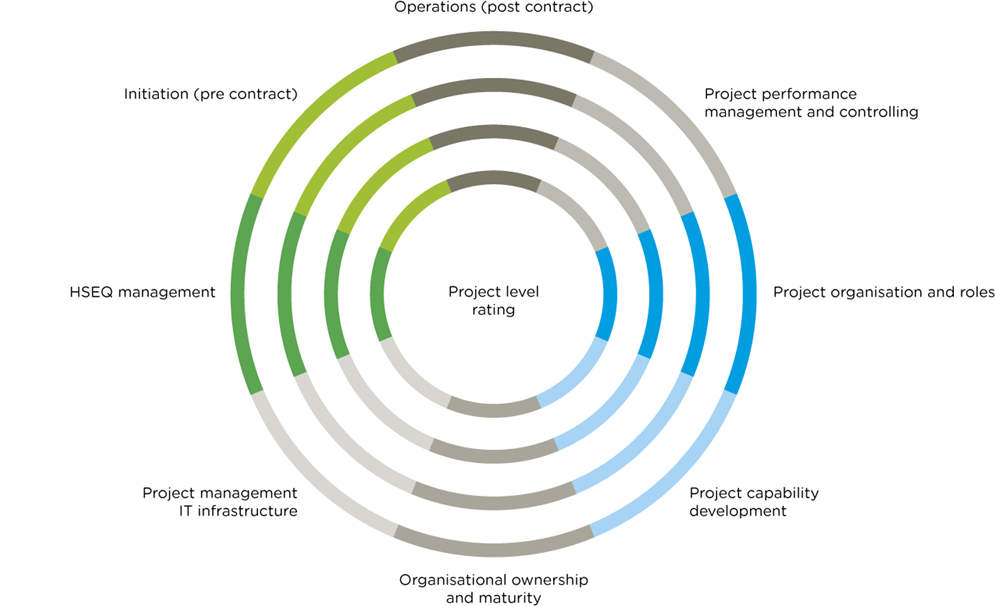 Operations (post contract)
Initiation (pre contract)
Project performance
management and controlling
HSEQ management
Project level
rating
Project organisation and roles
Project management
IT infrastructure
Project capability
development
Organisational ownership
and maturity